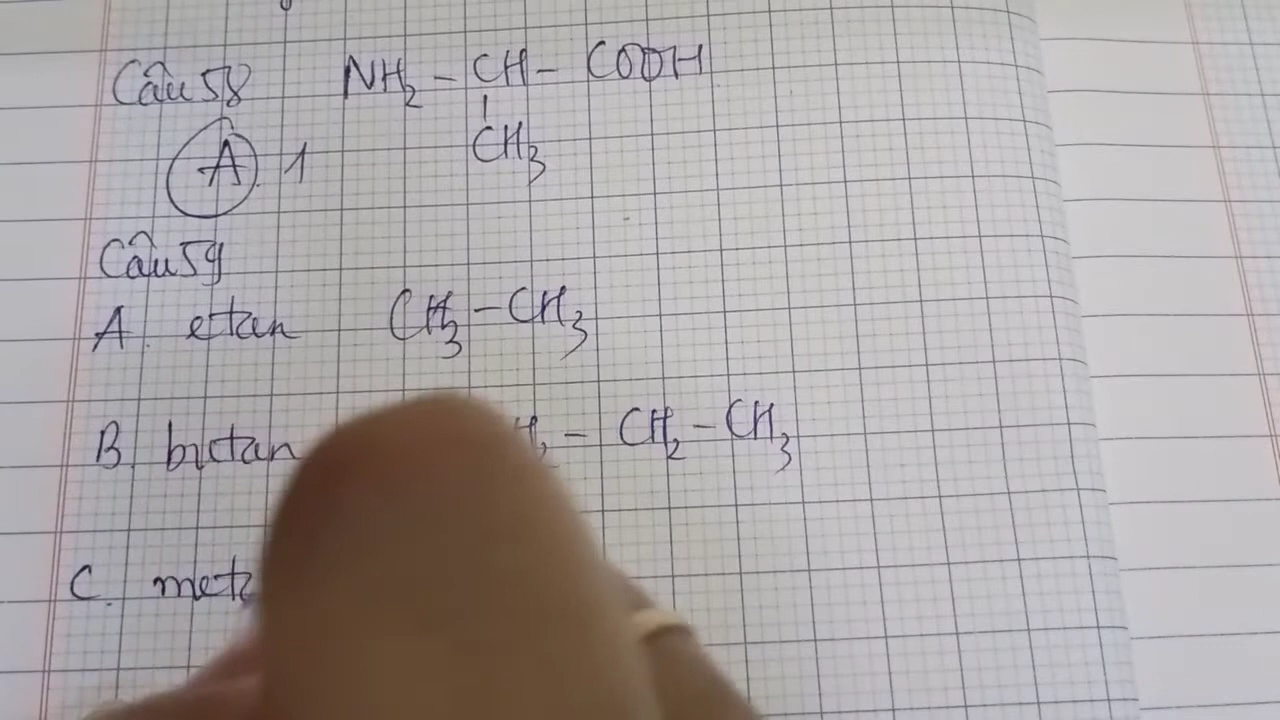 Câu 58 NH2 - CH - COOH
CH3
A. 1
Câu 59
A. etan CH3 - CH3
B butan - CH2 - CH3
C.